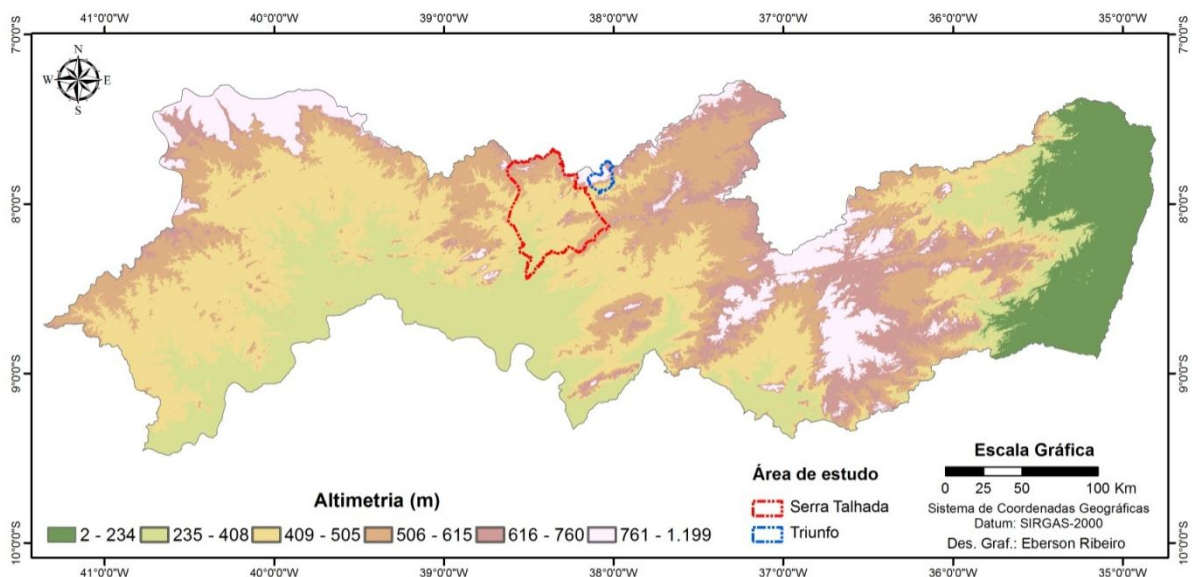 41°0'0"W 40°0'0"W 39°0'0"W 38°0'0"W 37°0'0"W 36°0'0"W 35°0'0"W
7°0'0"S 7°0'0"S
N
W E
S
8°0'0"S 8°0'0"S
9°0'0"S 9°0'0"S
Escala Gráfica
Área de estudo
0 25 50 100 Km
Altimetria (m)
Serra Talhada
Sistema de Coordenadas Geográficas
Datum: SIRGAS-2000
2 - 234 235 - 408 409 - 505 506 - 615 616 - 760 761 - 1.199
Triunfo
Des. Graf.: Eberson Ribeiro
10°0'0"S 10°0'0"S
41°0'0"W 40°0'0"W 39°0'0"W 38°0'0"W 37°0'0"W 36°0'0"W 35°0'0"W